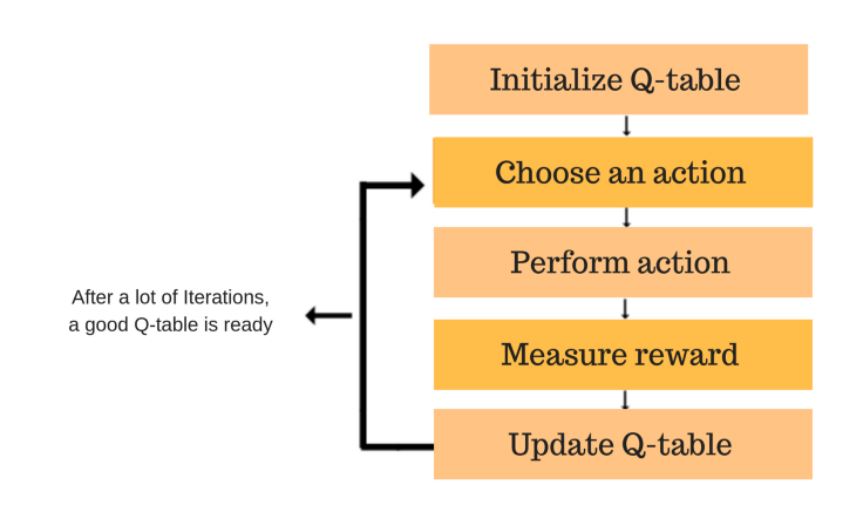 Initialize Q-table
Choose an action
Perform action
After a lot of Iterations,
a good Q-table is ready
Measure reward
Update Q-table